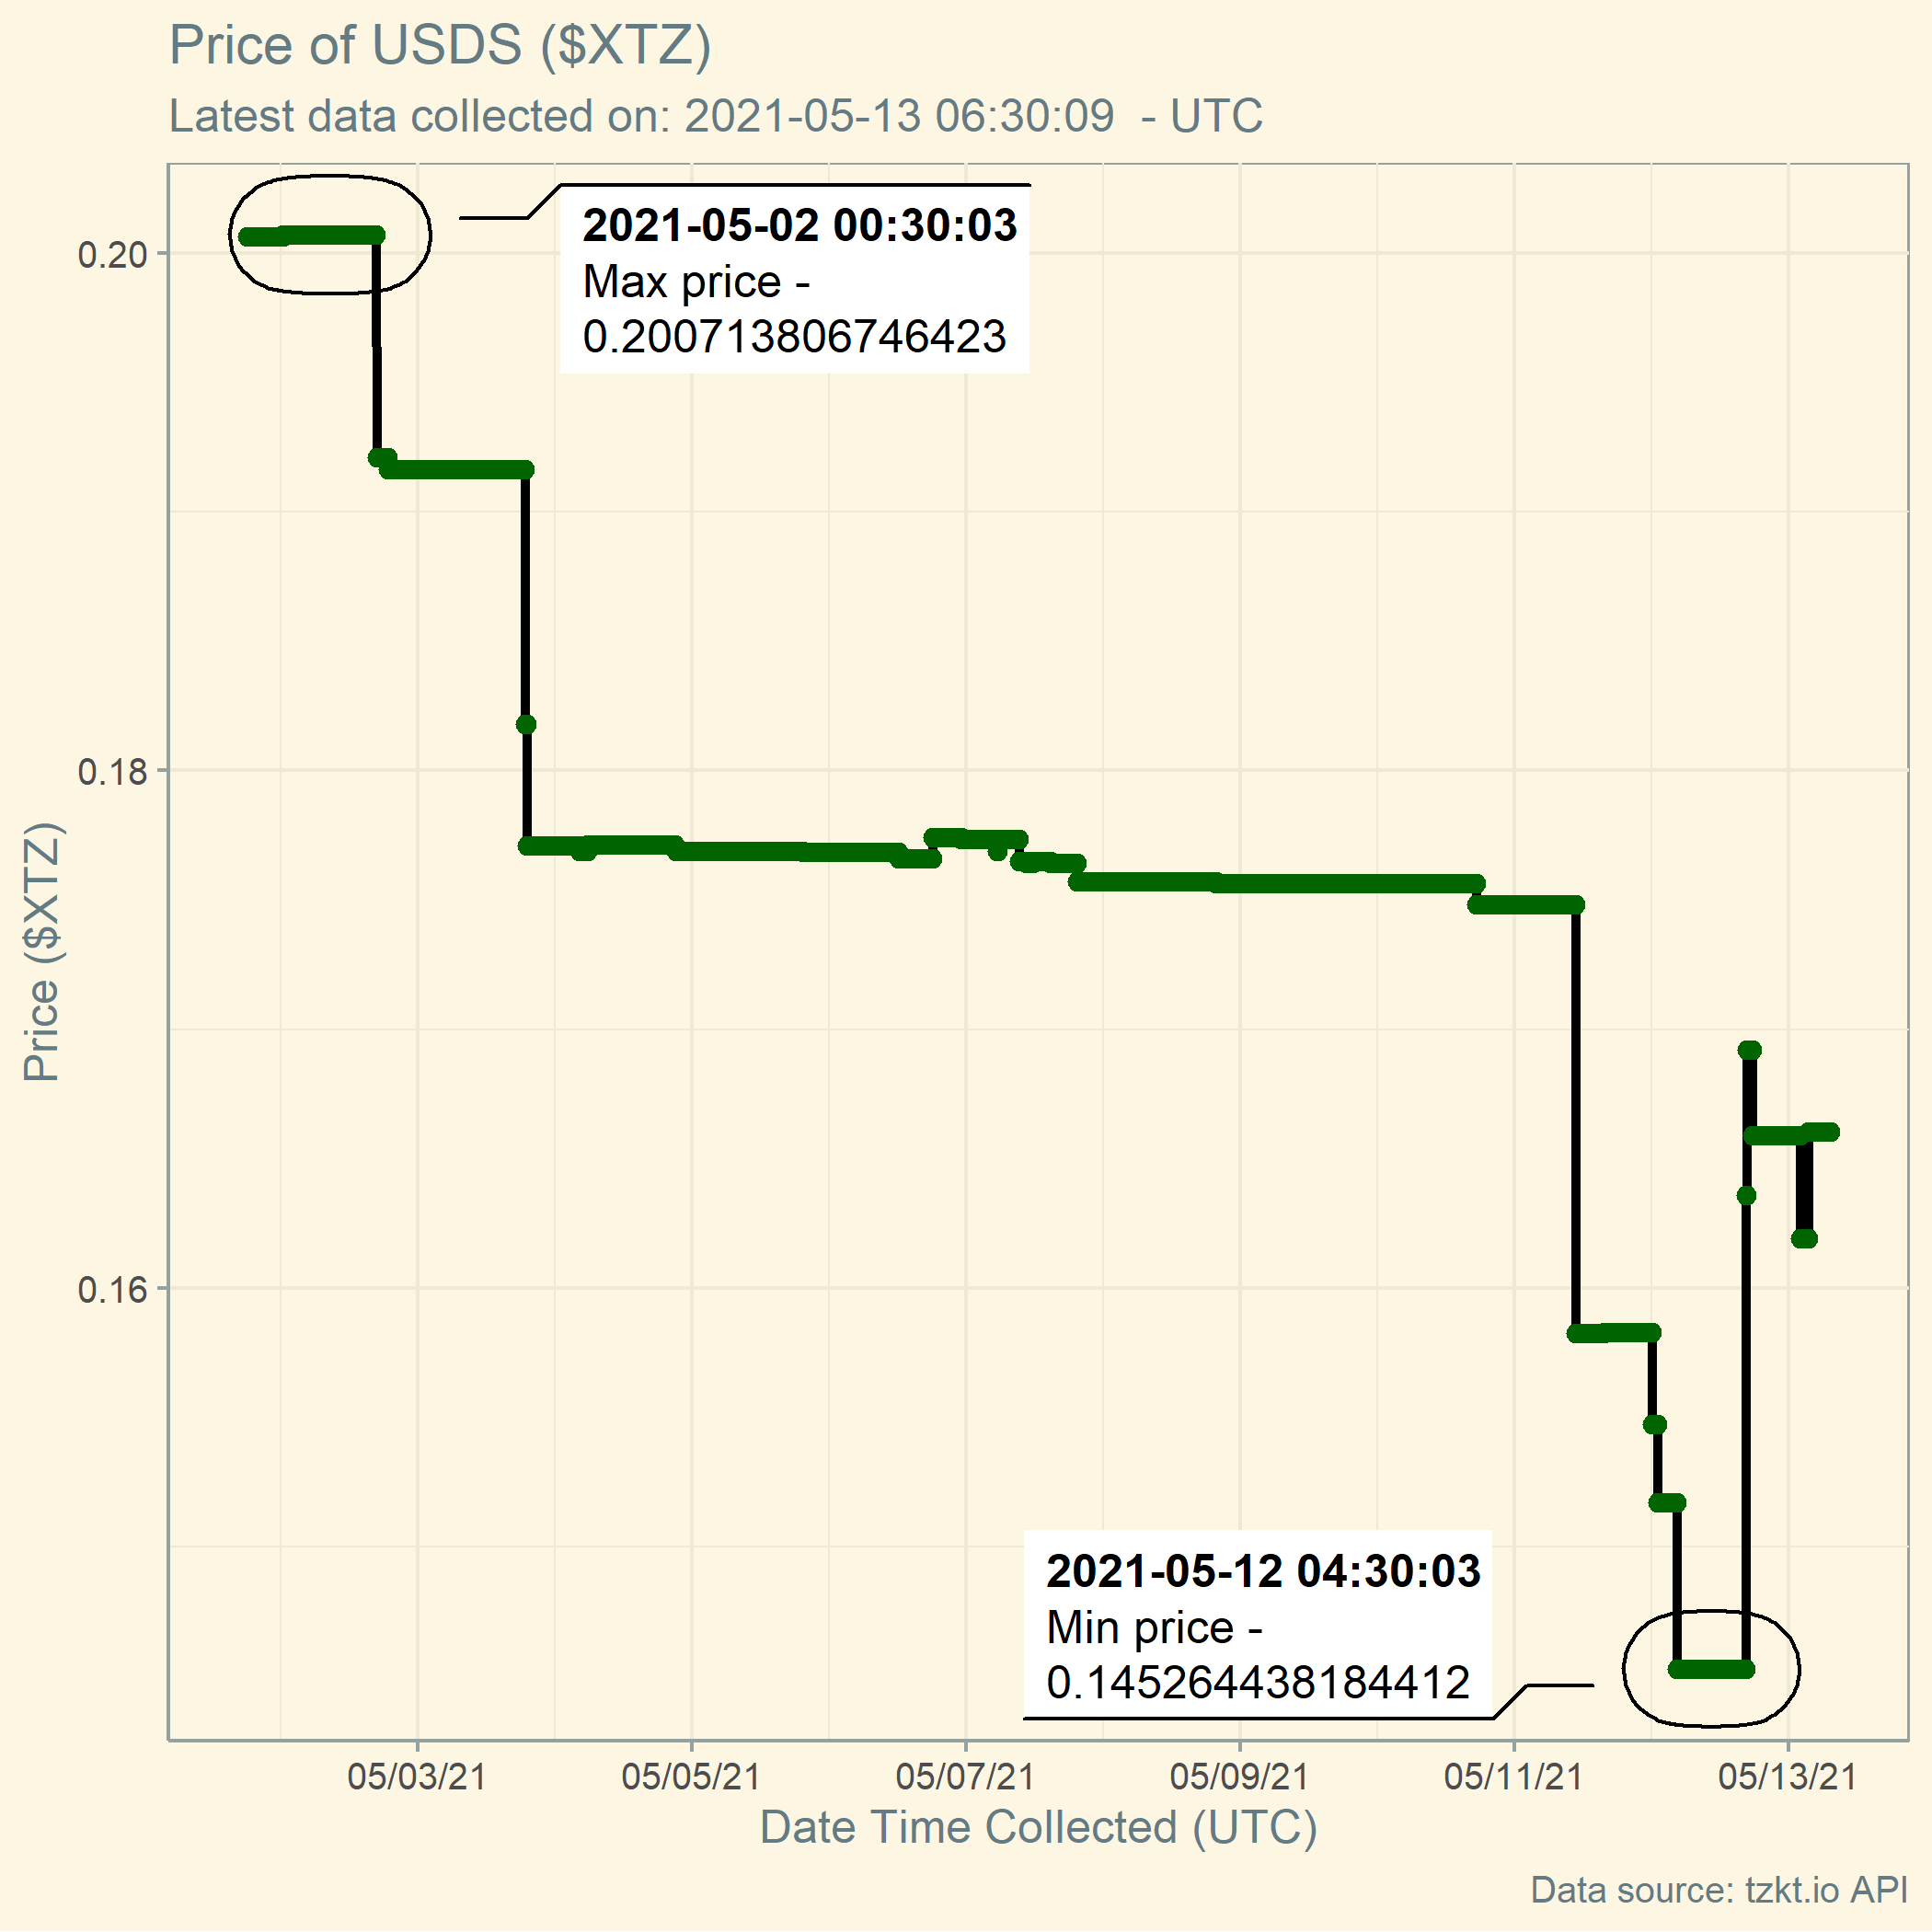 Price of USDS ($XTZ)
Latest data collected on: 2021-05-13 06:30:09  - UTC
2021-05-02 00:30:03
Max price -
0.200713806746423
0.20
0.18
0.16
Price ($XTZ)
2021-05-12 04:30:03
Min price -
0.145264438184412
05/03/21
05/05/21
05/07/21
05/09/21
05/11/21
05/13/21
Date Time Collected (UTC)
Data source: tzkt.io API